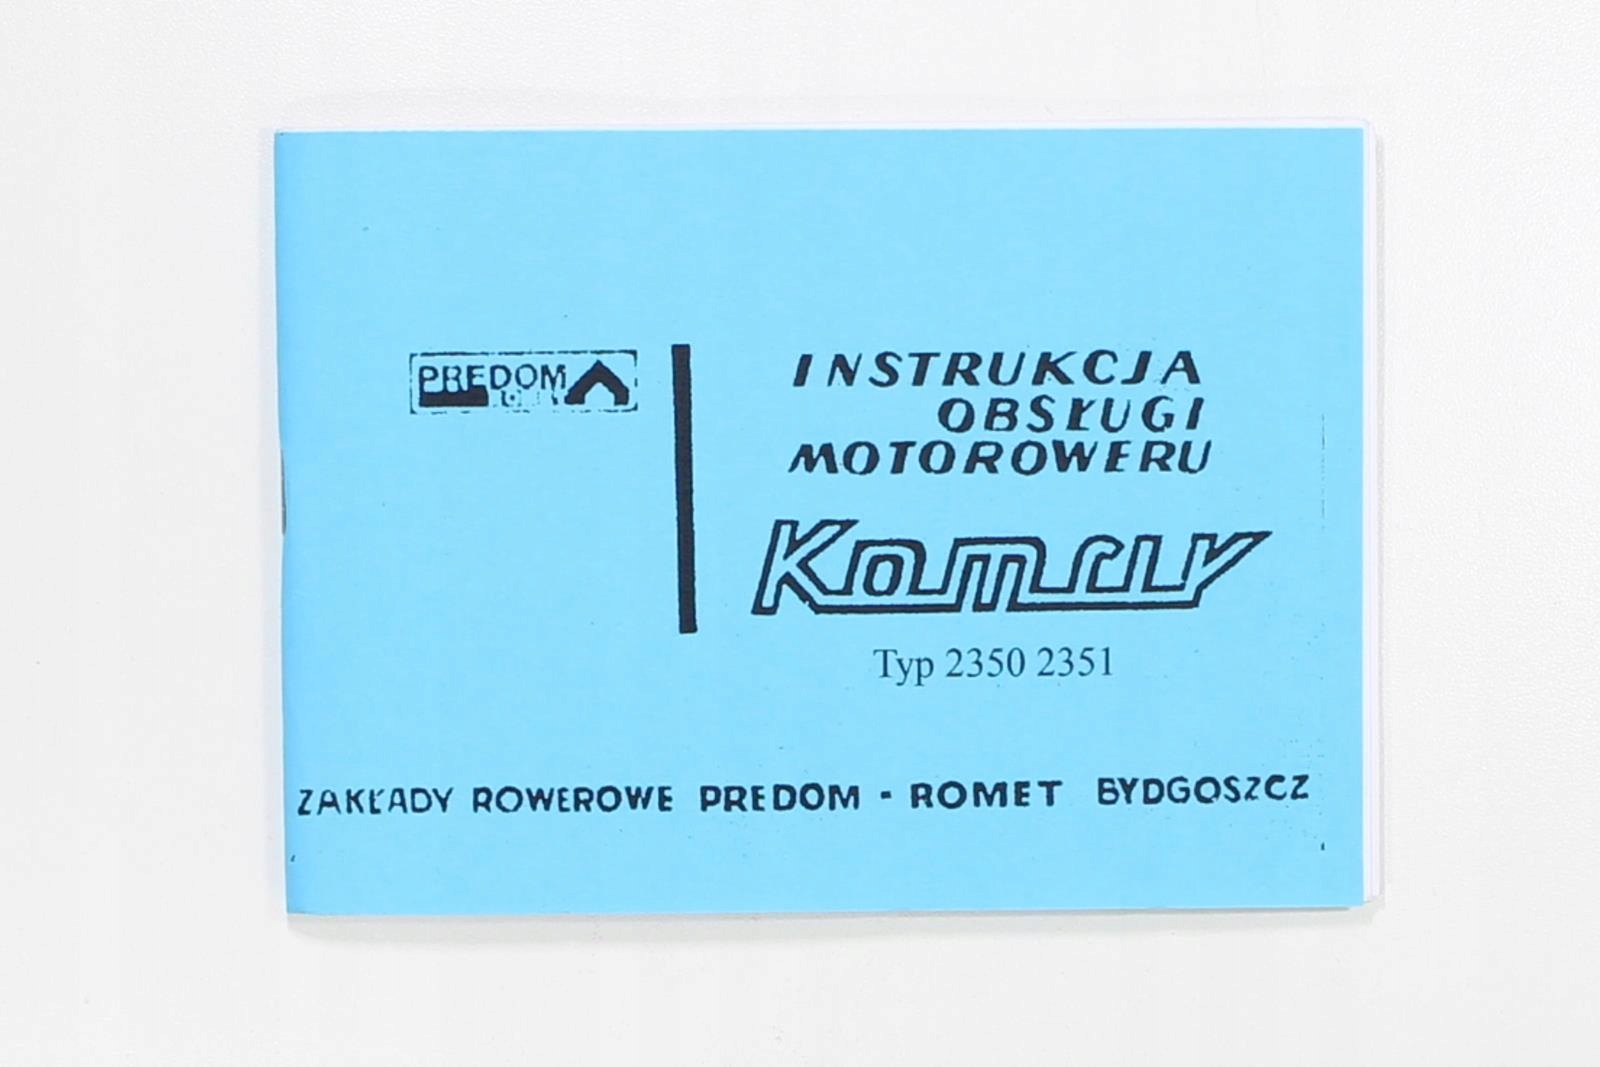 PREDOM
INSTRUKCJA
OBSŁUGI
MOTOROWERU
Komar
Typ 2350 2351
ZAKŁADY ROWEROWE PREDOM - ROMET BYDGOSZCZ